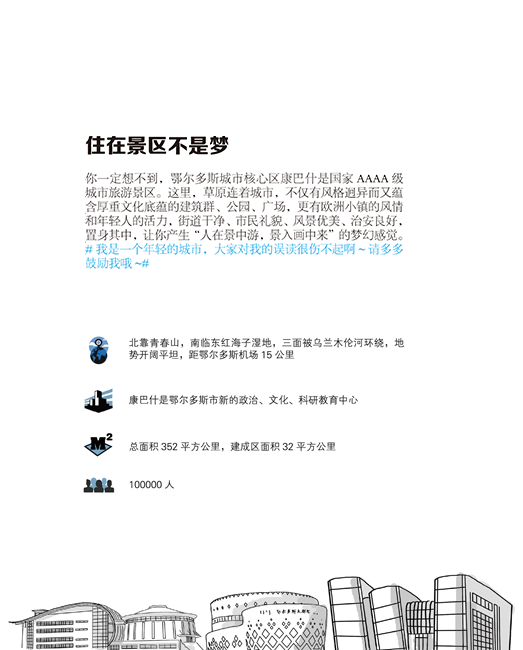 住在景区不是梦
你一定想不到，鄂尔多斯城市核心区康巴什是国家 AAAA 级
城市旅游景区。这里，草原连着城市，不仅有风格迥异而又蕴
含厚重文化底蕴的建筑群、公园、广场，更有欧洲小镇的风情
和年轻人的活力，街道干净、市民礼貌、风景优美、治安良好，
置身其中，让你产生“人在景中游，景入画中来”的梦幻感觉。
# 我是一个年轻的城市，大家对我的误读很伤不起啊 ~ 请多多
鼓励我哦 ~#
北靠青春山，南临东红海子湿地，三面被乌兰木伦河环绕，地
势开阔平坦，距鄂尔多斯机场 15 公里
康巴什是鄂尔多斯市新的政治、文化、科研教育中心
M²
总面积 352 平方公里，建成区面积 32 平方公里
100000 人